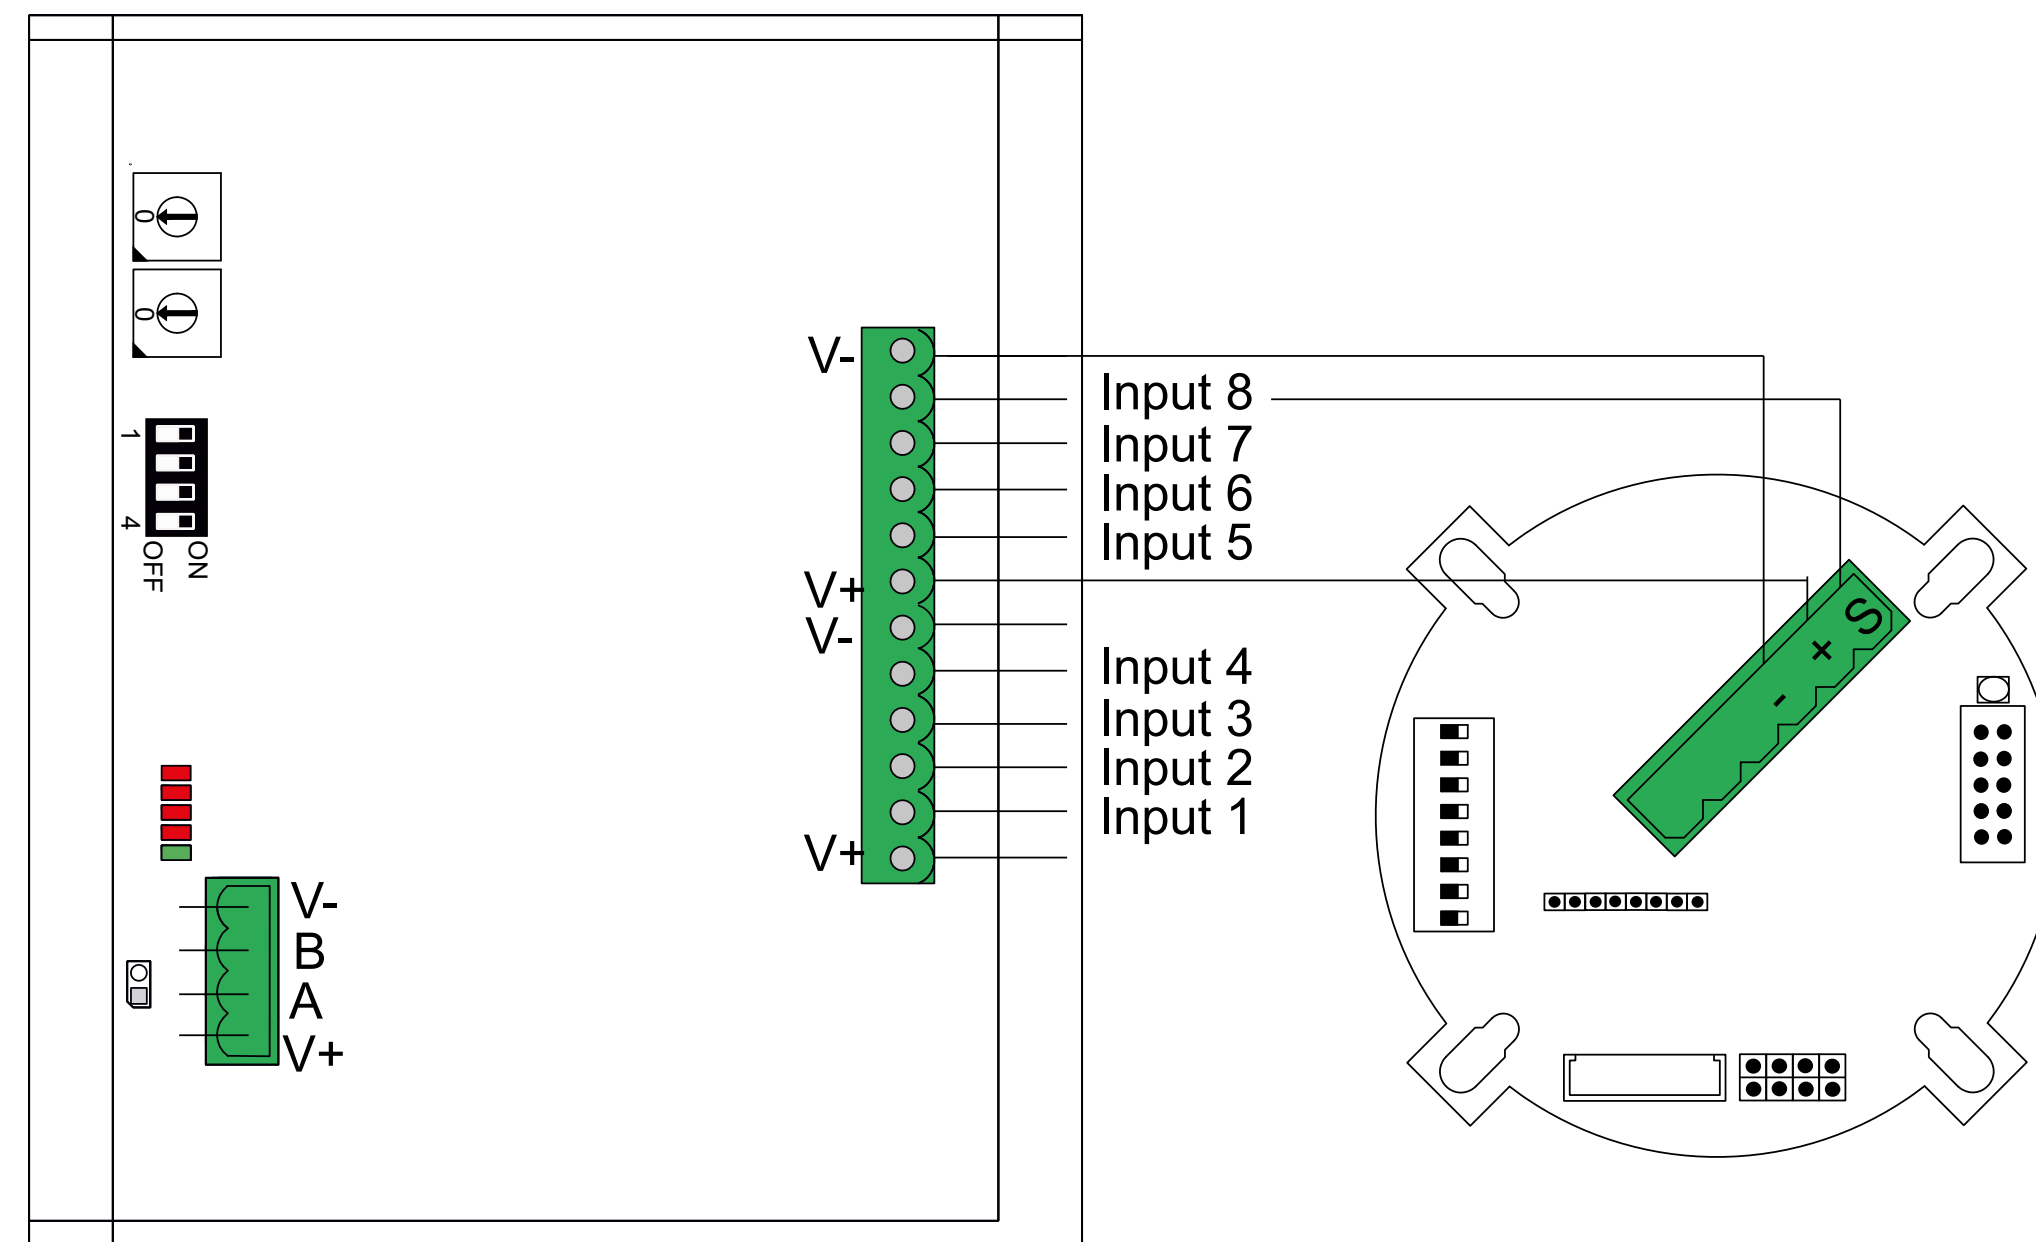 0
0
1
4
OFF
ON
V-
Input 8
Input 7
Input 6
Input 5
V+
V-
Input 4
Input 3
Input 2
Input 1
V+
S
+
-
V-
B
A
V+